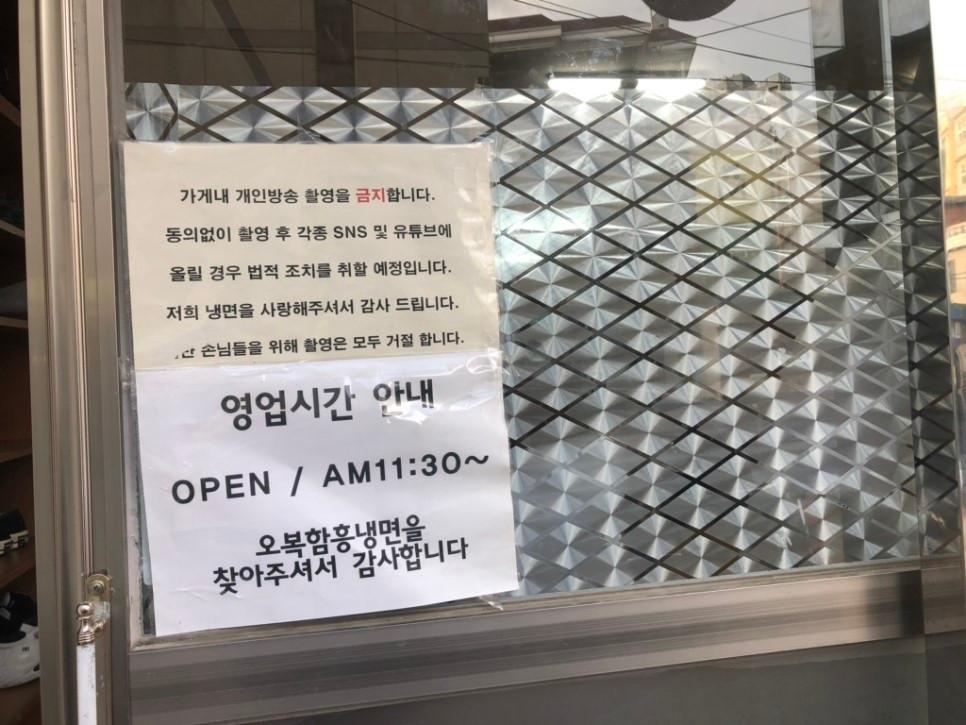 가게내 개인방송 촬영을 금지합니다.
동의없이 촬영 후 각종 SNS 및 유튜브에
올릴 경우 법적 조치를 취할 예정입니다.
저희 냉면을 사랑해주셔서 감사 드립니다.
손님들을 위해 촬영은 모두 거절 합니다.
영업시간 안내
OPEN / AM11:30~
오복함흥냉면을
찾아주셔서 감사합니다